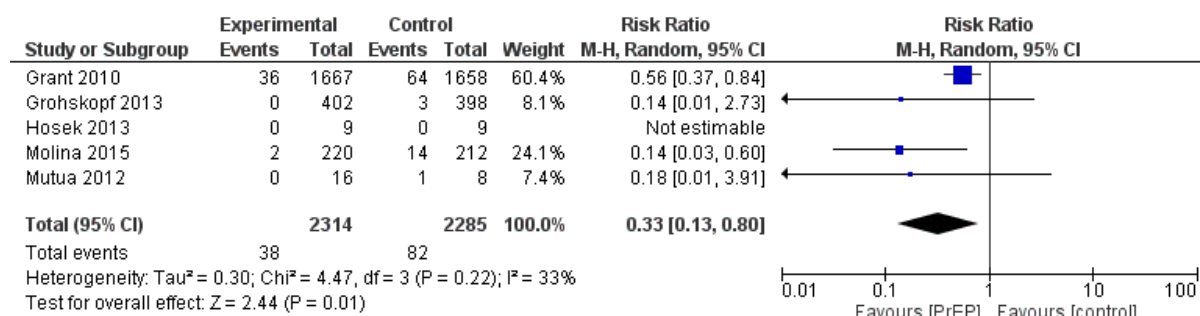 Experimental Control Risk Ratio Risk Ratio
Study or Subgroup Events Total Events Total Weight M-H, Random, 95% CI M-H, Random, 95% CI
Grant 2010 36 1667 64 1658 60.4% 0.56 [0.37, 0.84]
Grohskopf 2013 0 402 3 398 8.1% 0.14 [0.01, 2.73]
Hosek 2013 0 9 0 9 Not estimable
Molina 2015 2 220 14 212 24.1% 0.14 [0.03, 0.60]
Mutua 2012 0 16 1 8 7.4% 0.18 [0.01, 3.91]
Total (95% CI) 2314 2285 100.0% 0.33 [0.13, 0.80]
Total events 38 82
Heterogeneity: Tau² = 0.30; Chi² = 4.47, df = 3 (P = 0.22); I² = 33%
Test for overall effect: Z = 2.44 (P = 0.01)
0.01 0.1 1 10 100
Favours [PrEP] Favours [control]